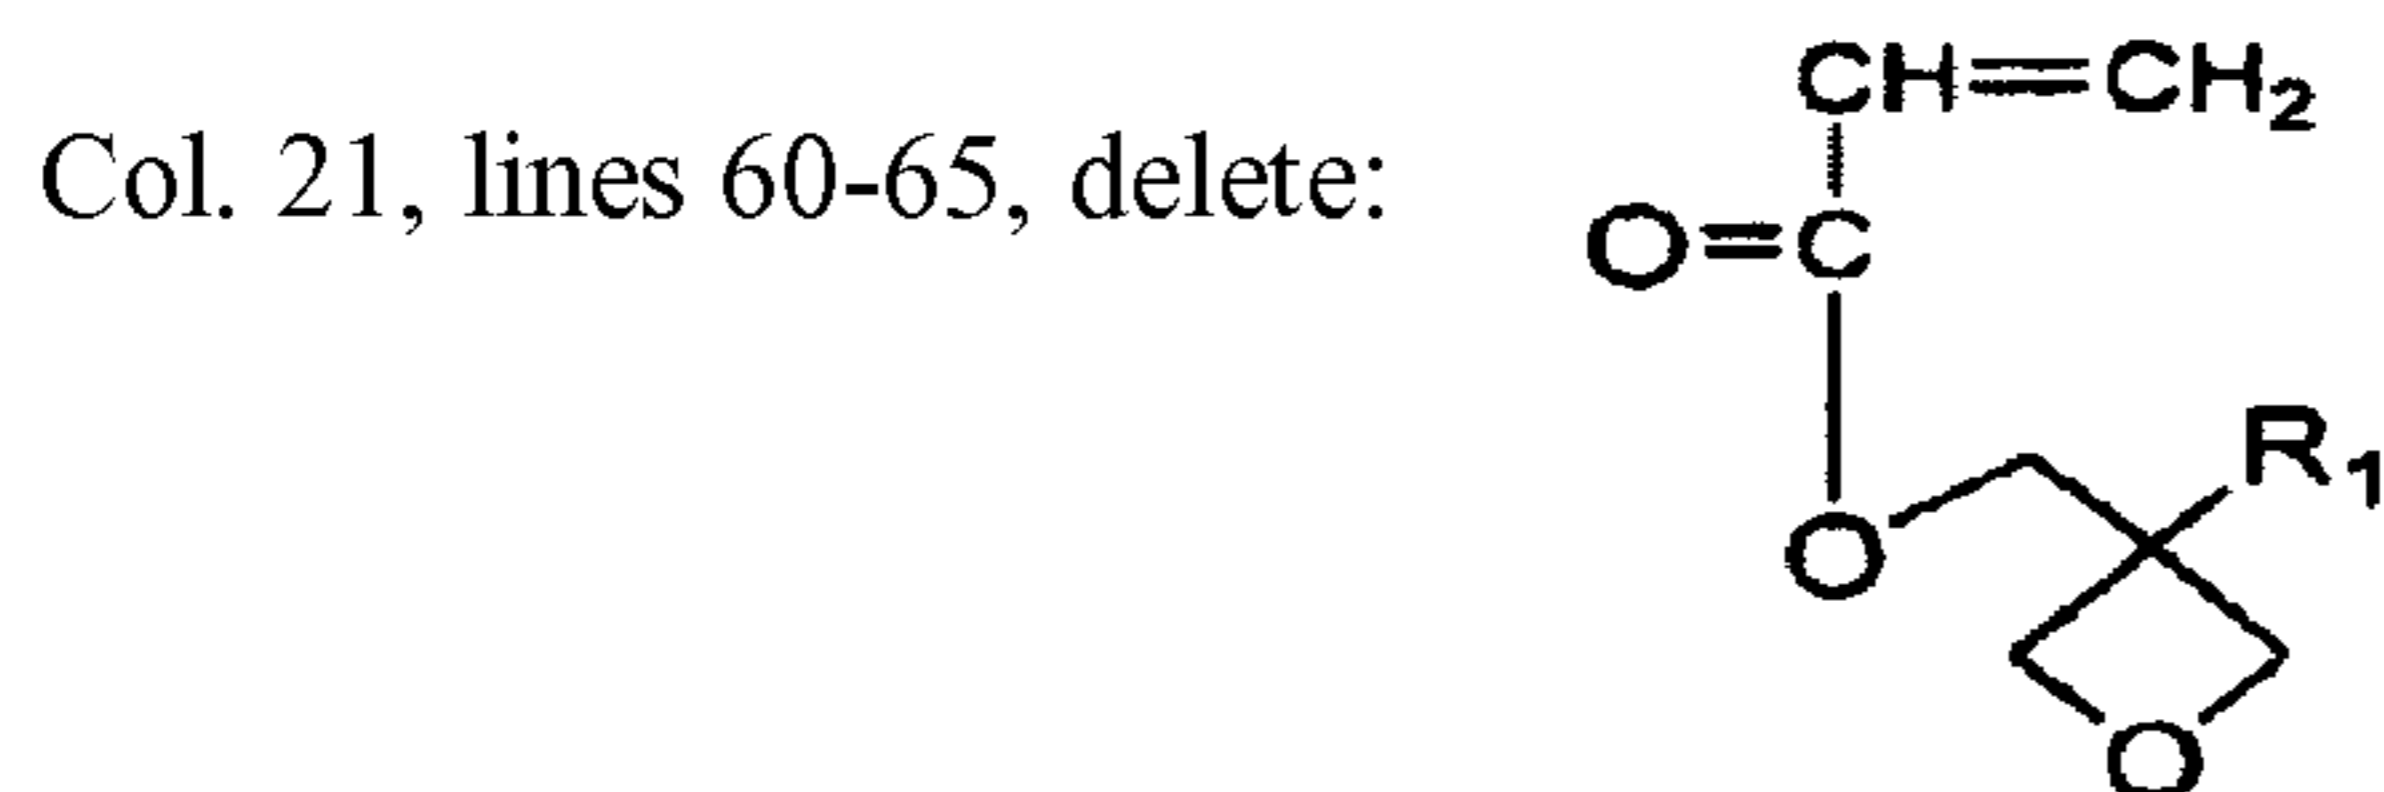 CH=CH₂
Col. 21, lines 60-65, delete:
O=C
R₁
O
O